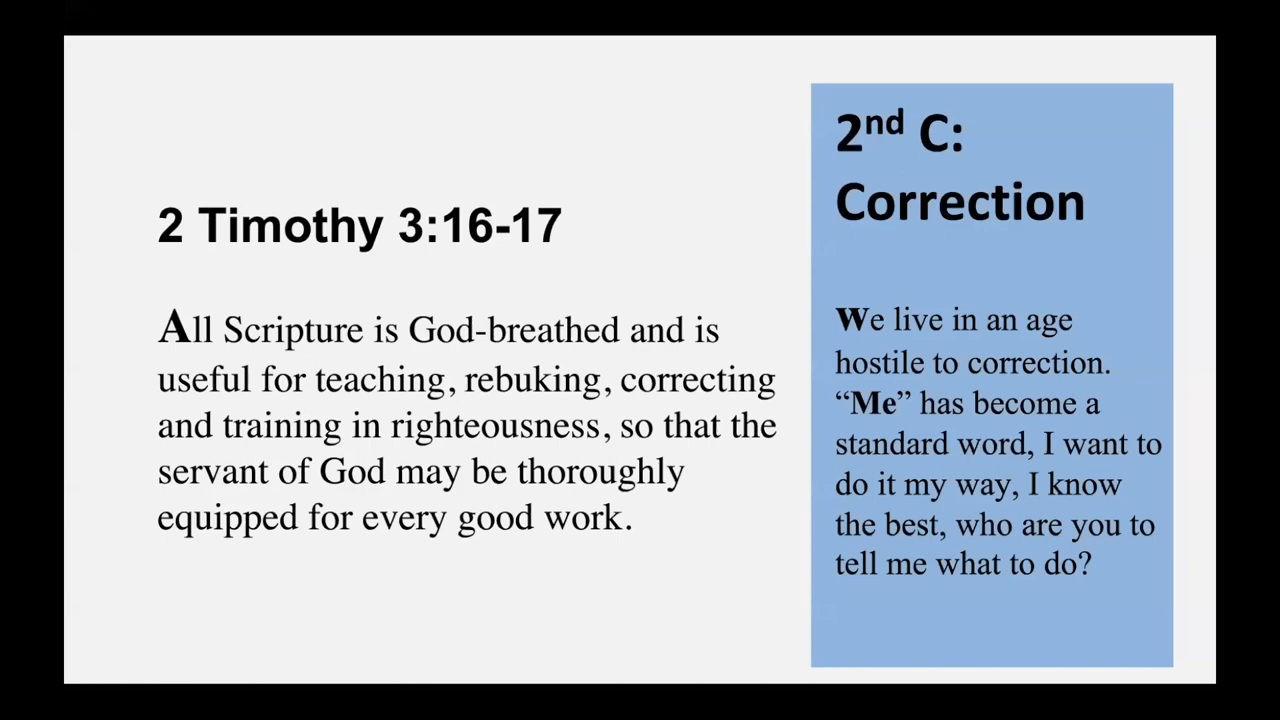 2 Timothy 3:16-17
All Scripture is God-breathed and is
useful for teaching, rebuking, correcting
and training in righteousness, so that the
servant of God may be thoroughly
equipped for every good work.
2nd C:
Correction
We live in an age
hostile to correction.
“Me” has become a
standard word, I want to
do it my way, I know
the best, who are you to
tell me what to do?